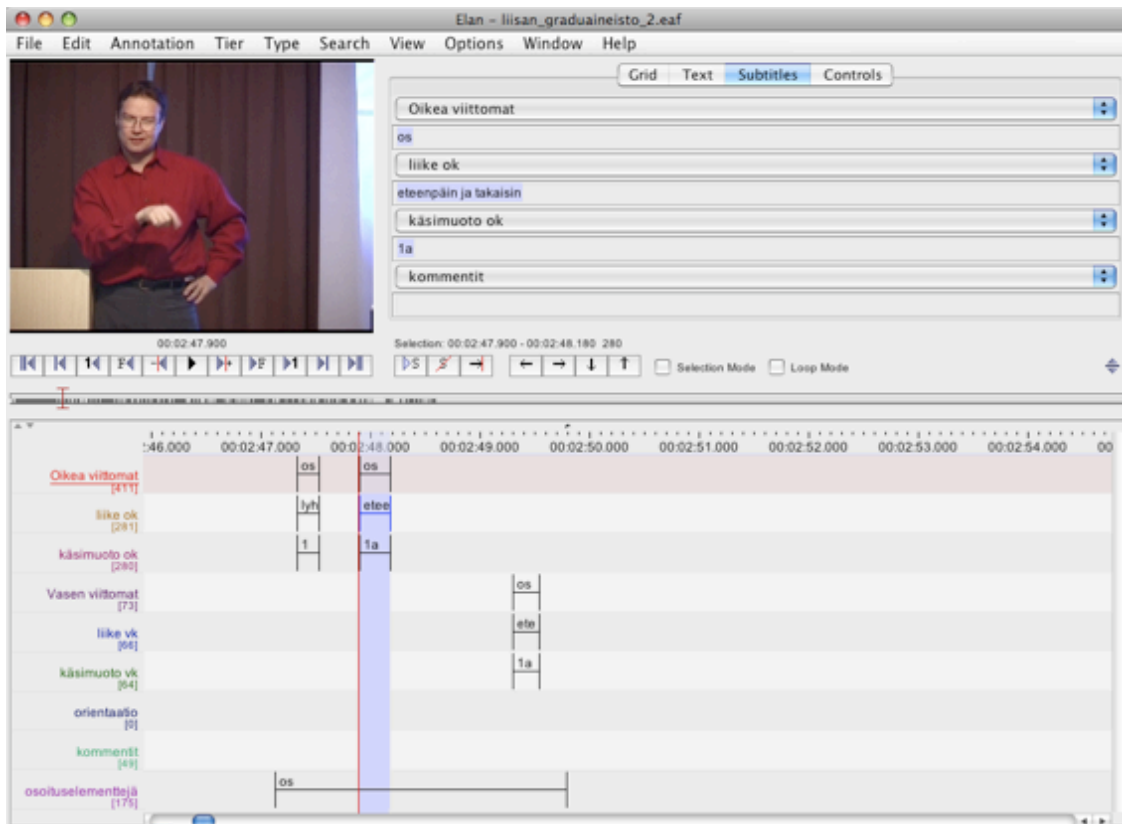 Elan – liisan_graduaineisto_2.eaf
File Edit Annotation Tier Type Search View Options Window Help
Grid Text Subtitles Controls
Oikea viittomat
os
liike ok
eteenpäin ja takaisin
käsimuoto ok
1a
kommentit
00:02:47.900
Selection: 00:02:47.900 - 00:02:48.180 280
1 F F 1 S S Selection Mode Loop Mode
:46.000 00:02:47.000 00:02:48.000 00:02:49.000 00:02:50.000 00:02:51.000 00:02:52.000 00:02:53.000 00:02:54.000 00
Oikea viittomat os os
[411]
liike ok lyh etee
[281]
käsimuoto ok 1 1a
[280]
Vasen viittomat os
[73]
liike vk ete
[66]
käsimuoto vk 1a
[64]
orientaatio
[0]
kommentit
[49]
osoituselementtejä os
[175]